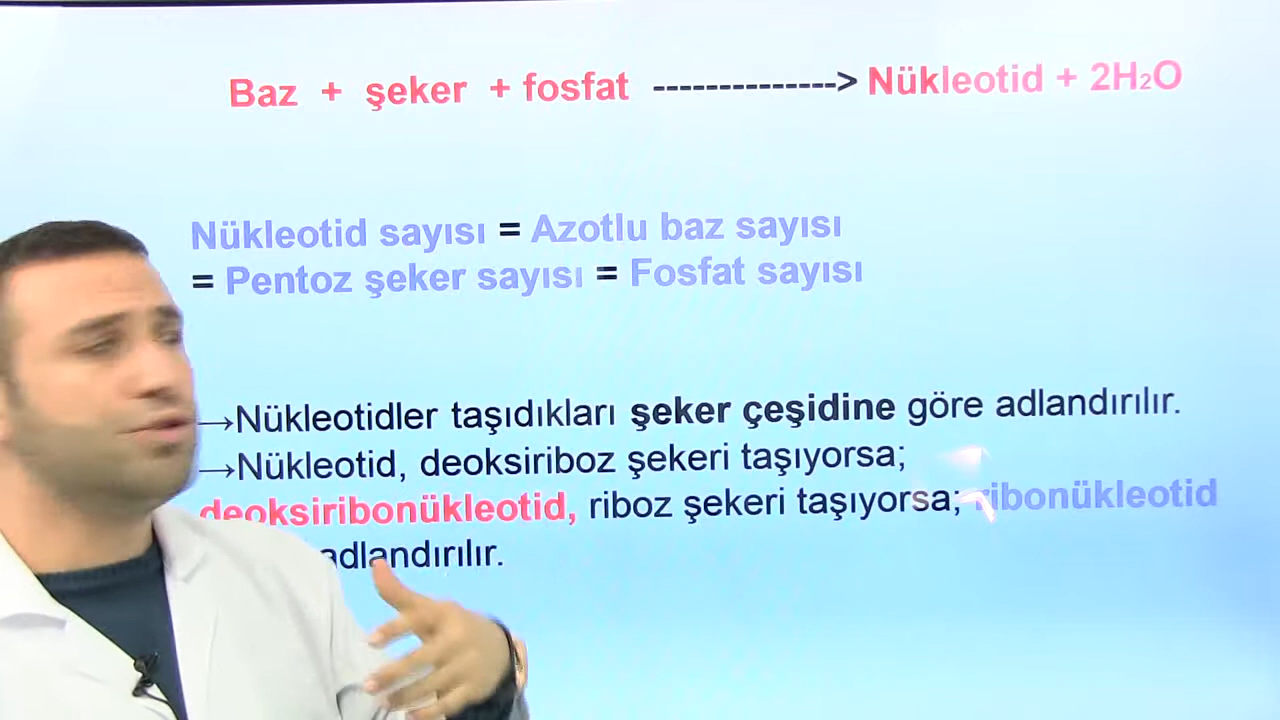 Baz + şeker + fosfat --------------> Nükleotid + 2H₂O
Nükleotid sayısı = Azotlu baz sayısı
= Pentoz şeker sayısı = Fosfat sayısı
→Nükleotidler taşıdıkları şeker çeşidine göre adlandırılır.
→Nükleotid, deoksiriboz şekeri taşıyorsa;
deoksiribonükleotid, riboz şekeri taşıyorsa; ribonükleotid
adlandırılır.